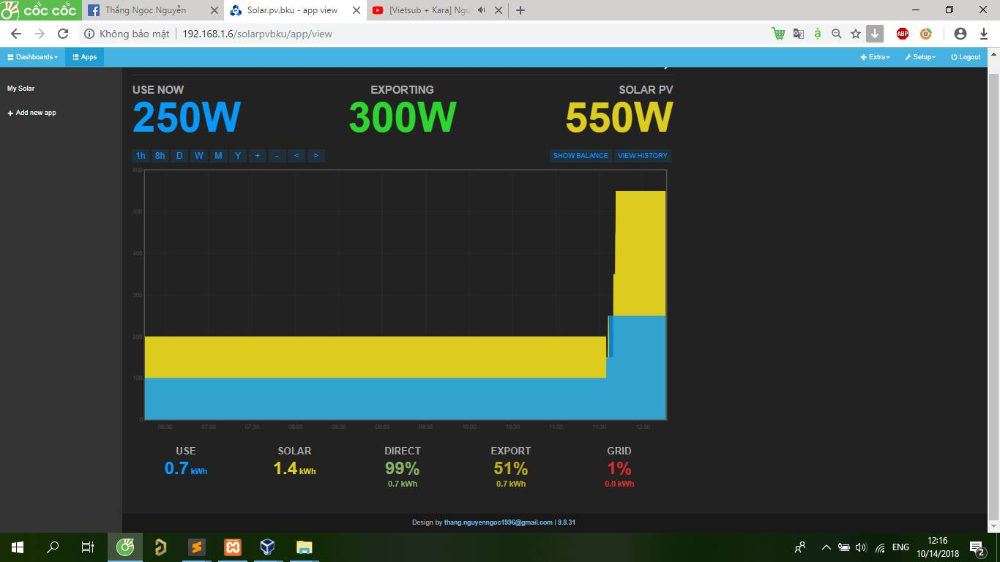 cốc cốc
Thắng Ngọc Nguyễn
Solar.pv.bku - app view
[Vietsub + Kara] Ngu
Không bảo mật
192.168.1.6/solarpvbku/app/view
ABP
Dashboards
Apps
Extra
Setup
Logout
My Solar
Add new app
USE NOW EXPORTING SOLAR PV
250W 300W 550W
1h 8h D W M Y + - < >
SHOW BALANCE VIEW HISTORY
600
500
400
300
200
100
0
06:30 07:00 07:30 08:00 08:30 09:00 09:30 10:00 10:30 11:00 11:30 12:00
USE SOLAR DIRECT EXPORT GRID
0.7 kWh 1.4 kWh 99% 51% 1%
0.7 kWh 0.7 kWh 0.0 kWh
Design by thang.nguyenngoc1996@gmail.com | 9.8.31
ENG
12:16
10/14/2018
2